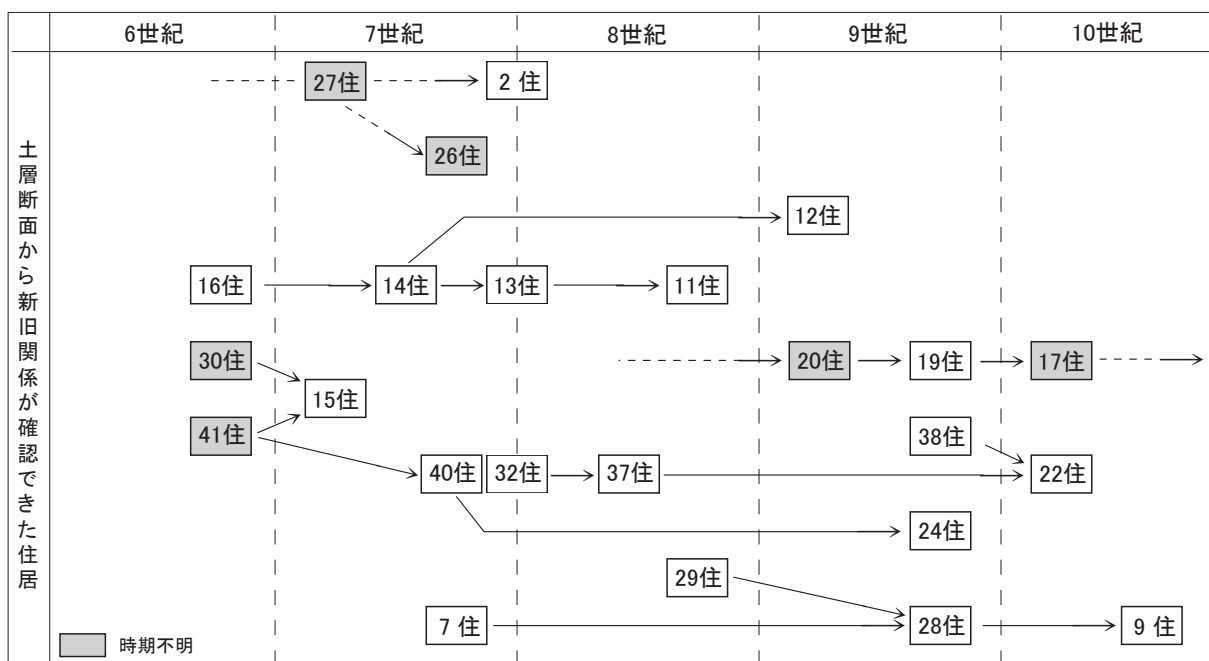 6世紀
7世紀
8世紀
9世紀
10世紀
土層断面から新旧関係が確認できた住居
27住
2 住
26住
12住
16住
14住
13住
11住
30住
20住
19住
17住
15住
41住
38住
40住
32住
37住
22住
24住
29住
7 住
28住
9 住
時期不明